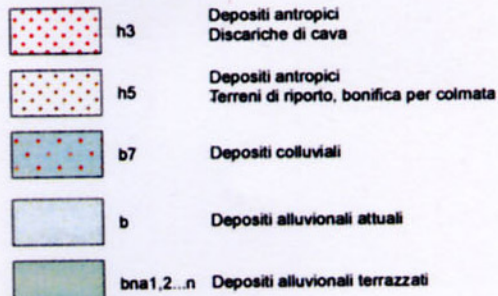 h3 Depositi antropici
Discariche di cava
h5 Depositi antropici
Terreni di riporto, bonifica per colmata
b7 Depositi colluviali
b Depositi alluvionali attuali
bna1,2...n Depositi alluvionali terrazzati